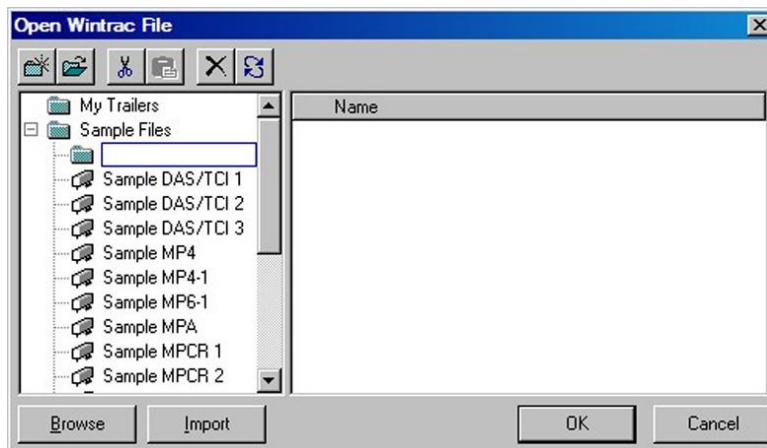 Open Wintrac File
My Trailers
Name
Sample Files
Sample DAS/TCI 1
Sample DAS/TCI 2
Sample DAS/TCI 3
Sample MP4
Sample MP4-1
Sample MP6-1
Sample MPA
Sample MPCR 1
Sample MPCR 2
Browse
Import
OK
Cancel